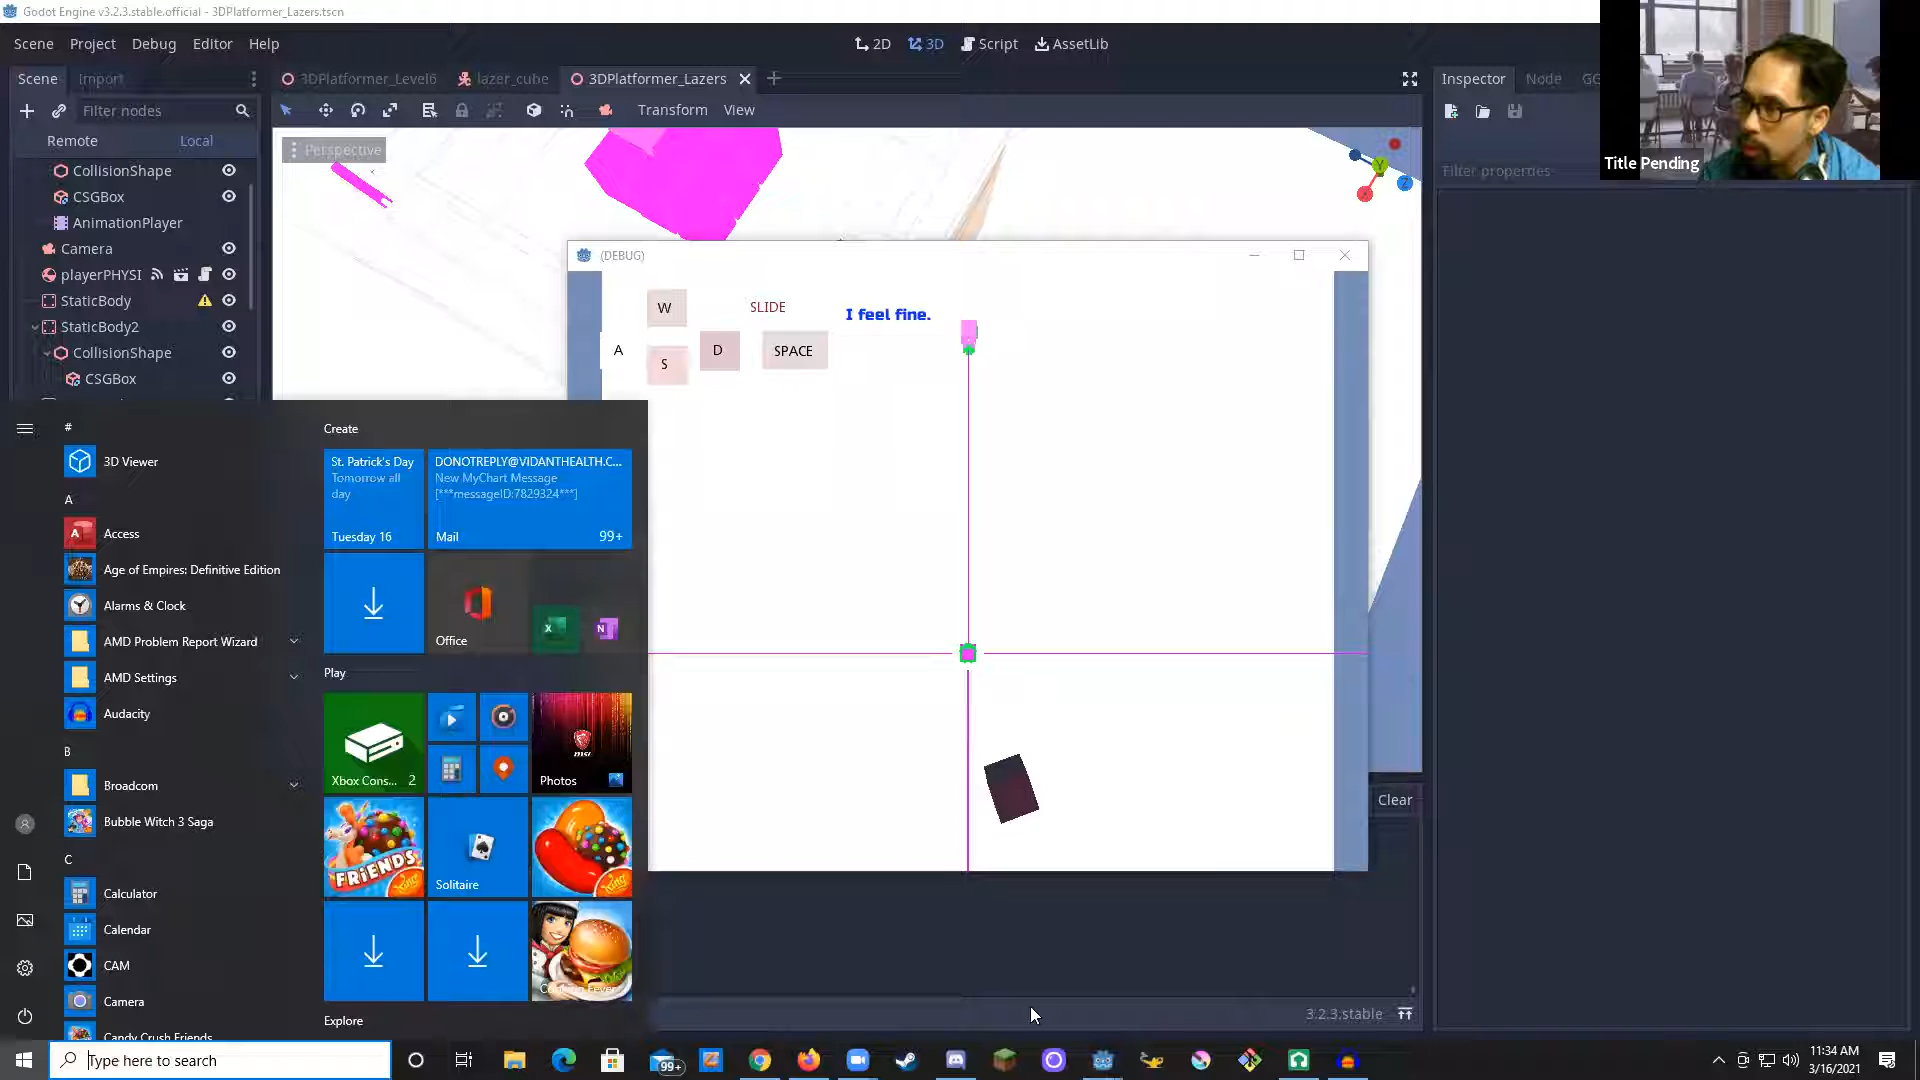 Godot Engine v3.2.3.stable.official - 3DPlatformer_Lazers.tscn
Scene Project Debug Editor Help
2D 3D Script AssetLib
Scene Import
3DPlatformer_Level6 lazer_cube 3DPlatformer_Lazers
Inspector Node
Filter nodes
Transform View
Remote Local
Perspective
Y
Z
X
Title Pending
Filter properties
CollisionShape
CSGBox
AnimationPlayer
Camera
playerPHYSI
StaticBody
StaticBody2
CollisionShape
CSGBox
(DEBUG)
W
SLIDE
I feel fine.
A
S
D
SPACE
#
3D Viewer
A
Access
Age of Empires: Definitive Edition
Alarms & Clock
AMD Problem Report Wizard
AMD Settings
Audacity
B
Broadcom
Bubble Witch 3 Saga
C
Calculator
Calendar
CAM
Camera
Candy Crush Friends
Create
St. Patrick's Day
Tomorrow all
day
Tuesday 16
DONOTREPLY@VIDANTHEALTH.C...
New MyChart Message
[***messageID:7829324***]
Mail 99+
Office
Play
Xbox Cons... 2
msi
Photos
FRIENDS
King
Solitaire
King
Explore
Clear
3.2.3.stable
Type here to search
99+
11:34 AM
3/16/2021